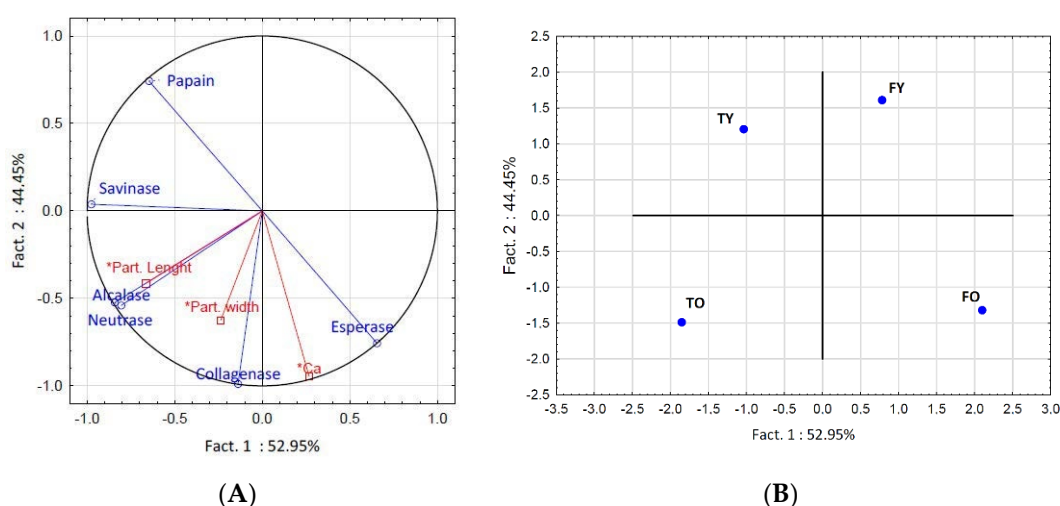 1.0
Papain
0.5
Savinase
0.0
*Part. Lenght
Alcalase
*Part. width
-0.5
Neutrase
Esperase
Collagenase
*Ca
-1.0
-1.0 -0.5 0.0 0.5 1.0
Fact. 2 : 44.45%
Fact. 1 : 52.95%
(A)
2.5
2.0
FY
1.5
TY
1.0
0.5
0.0
-0.5
-1.0
TO
FO
-1.5
-2.0
-2.5
-3.5 -3.0 -2.5 -2.0 -1.5 -1.0 -0.5 0.0 0.5 1.0 1.5 2.0 2.5 3.0
Fact. 2 : 44.45%
Fact. 1 : 52.95%
(B)